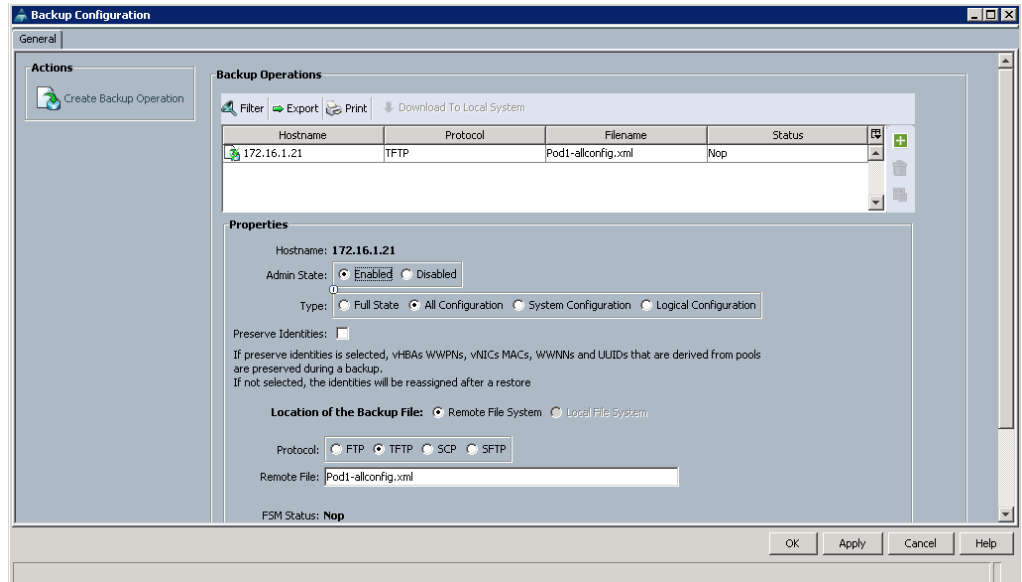 Backup Configuration
General
Actions
Create Backup Operation
Backup Operations
Filter Export Print Download To Local System
Hostname Protocol Filename Status
172.16.1.21 TFTP Pod1-allconfig.xml Nop
Properties
Hostname: 172.16.1.21
Admin State: Enabled Disabled
Type: Full State All Configuration System Configuration Logical Configuration
Preserve Identities:
If preserve identities is selected, vHBAs WWPNs, vNICs MACs, WWNNs and UUIDs that are derived from pools
are preserved during a backup.
If not selected, the identities will be reassigned after a restore
Location of the Backup File: Remote File System Local File System
Protocol: FTP TFTP SCP SFTP
Remote File: Pod1-allconfig.xml
FSM Status: Nop
OK Apply Cancel Help